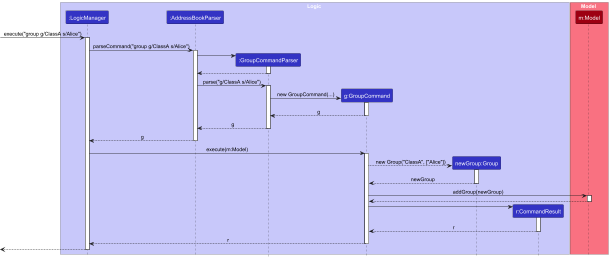 Logic
Model
:LogicManager
:AddressBookParser
m:Model
execute("group g/ClassA s/Alice")
parseCommand("group g/ClassA s/Alice")
:GroupCommandParser
parse("g/ClassA s/Alice")
new GroupCommand(...)
g:GroupCommand
g
g
g
execute(m:Model)
new Group("ClassA", ["Alice"])
newGroup:Group
newGroup
addGroup(newGroup)
r:CommandResult
r
r